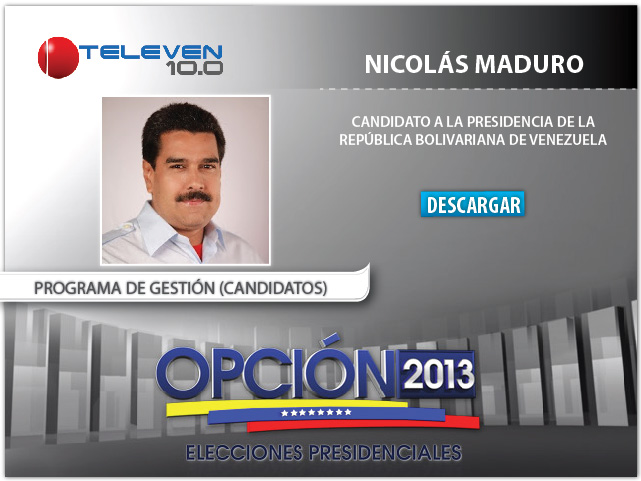 TELEVEN
10.0
NICOLÁS MADURO
CANDIDATO A LA PRESIDENCIA DE LA
REPÚBLICA BOLIVARIANA DE VENEZUELA
DESCARGAR
PROGRAMA DE GESTIÓN (CANDIDATOS)
OPCIÓN 2013
ELECCIONES PRESIDENCIALES